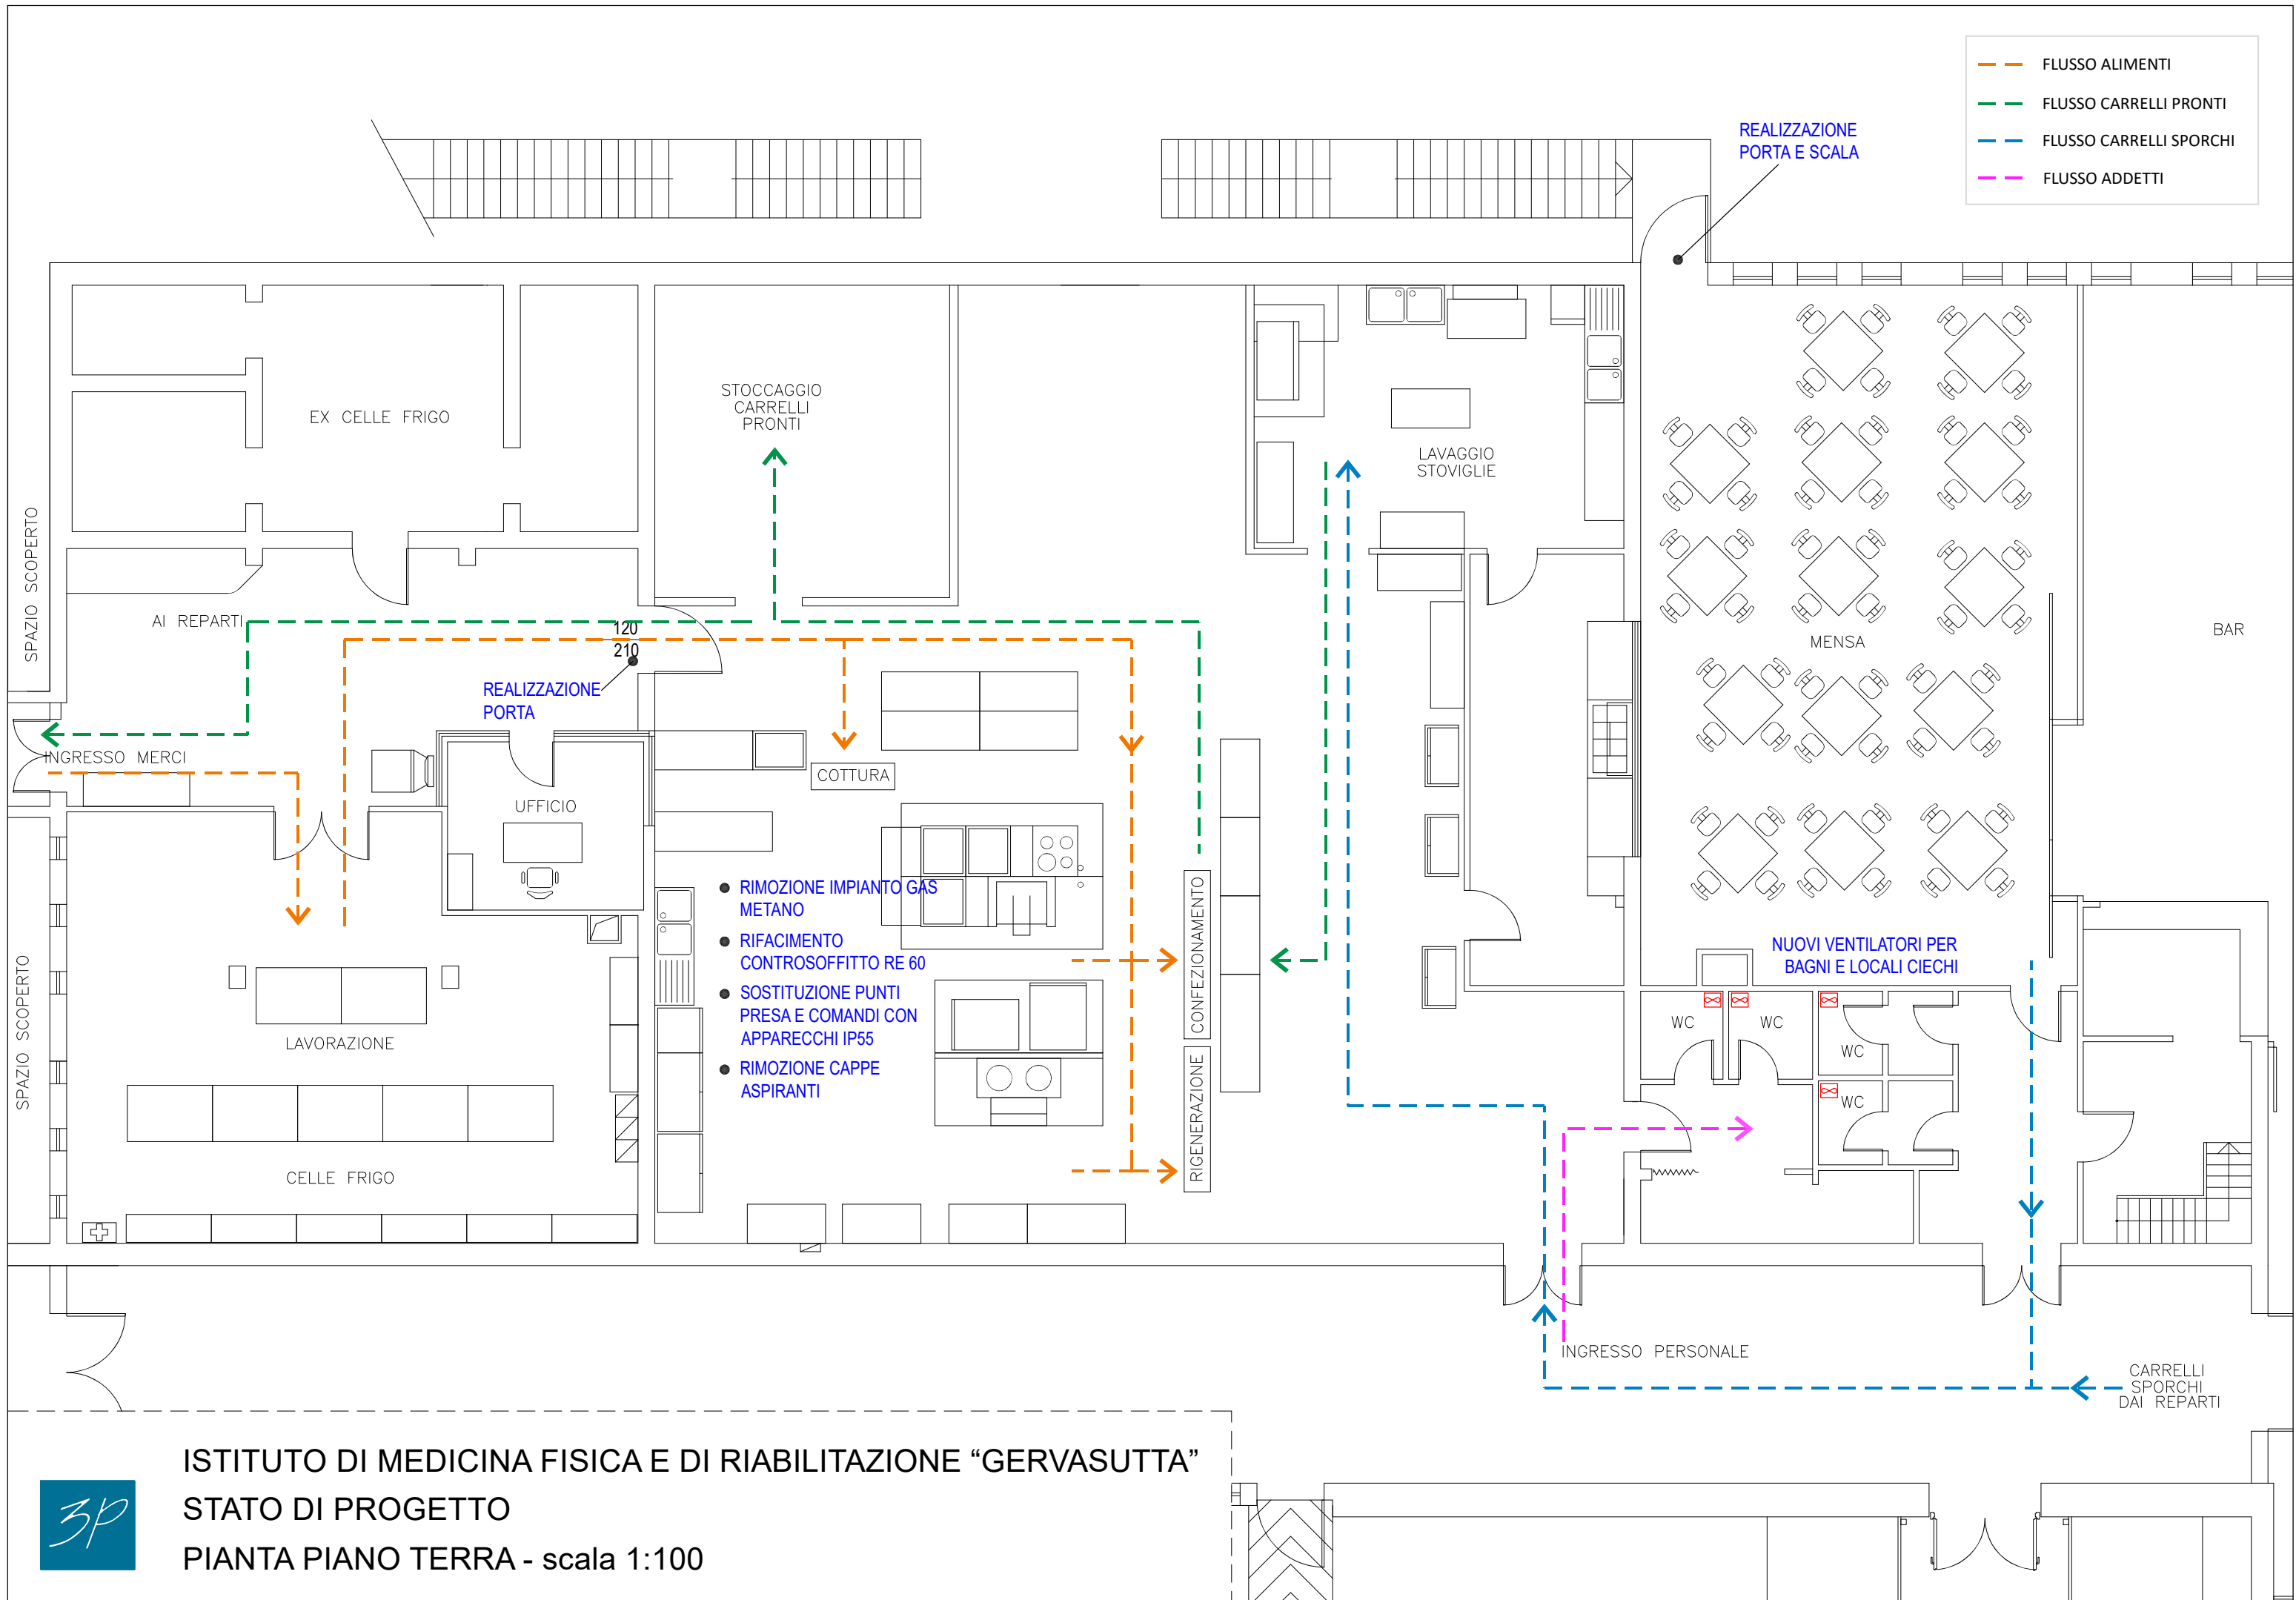 FLUSSO ALIMENTI
FLUSSO CARRELLI PRONTI
FLUSSO CARRELLI SPORCHI
FLUSSO ADDETTI
REALIZZAZIONE
PORTA E SCALA
EX CELLE FRIGO
STOCCAGGIO
CARRELLI
PRONTI
LAVAGGIO
STOVIGLIE
SPAZIO SCOPERTO
AI REPARTI
120
210
REALIZZAZIONE
PORTA
MENSA
BAR
INGRESSO MERCI
UFFICIO
COTTURA
RIMOZIONE IMPIANTO GAS
METANO
RIFACIMENTO
CONTROSOFFITTO RE 60
SOSTITUZIONE PUNTI
PRESA E COMANDI CON
APPARECCHI IP55
RIMOZIONE CAPPE
ASPIRANTI
CONFEZIONAMENTO
RIGENERAZIONE
NUOVI VENTILATORI PER
BAGNI E LOCALI CIECHI
WC
WC
WC
WC
SPAZIO SCOPERTO
LAVORAZIONE
CELLE FRIGO
INGRESSO PERSONALE
CARRELLI
SPORCHI
DAI REPARTI
3P
ISTITUTO DI MEDICINA FISICA E DI RIABILITAZIONE “GERVASUTTA”
STATO DI PROGETTO
PIANTA PIANO TERRA - scala 1:100